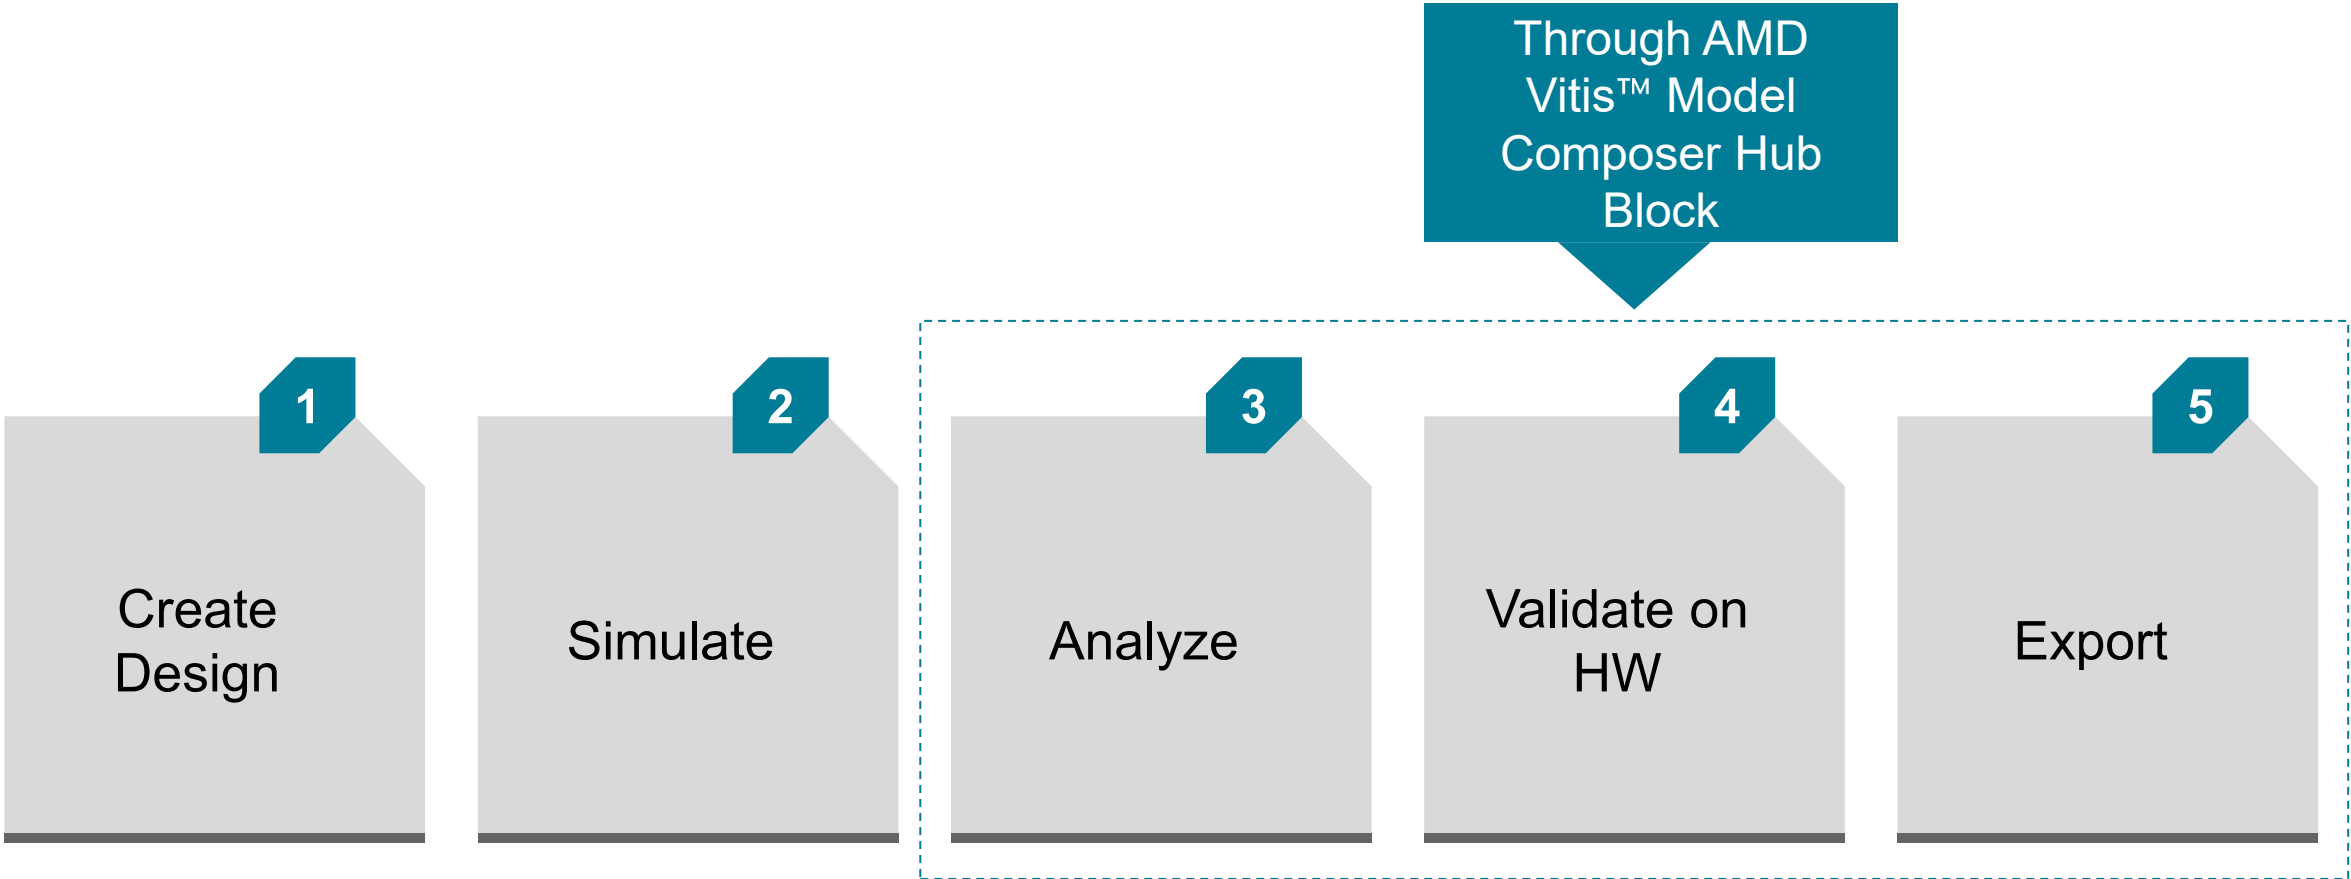 Through AMD
Vitis™ Model
Composer Hub
Block
1
Create
Design
2
Simulate
3
Analyze
4
Validate on
HW
5
Export